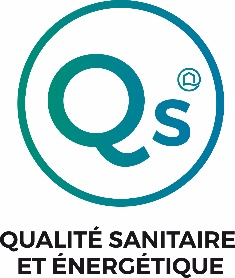 Qs
QUALITÉ SANITAIRE
ET ÉNERGÉTIQUE